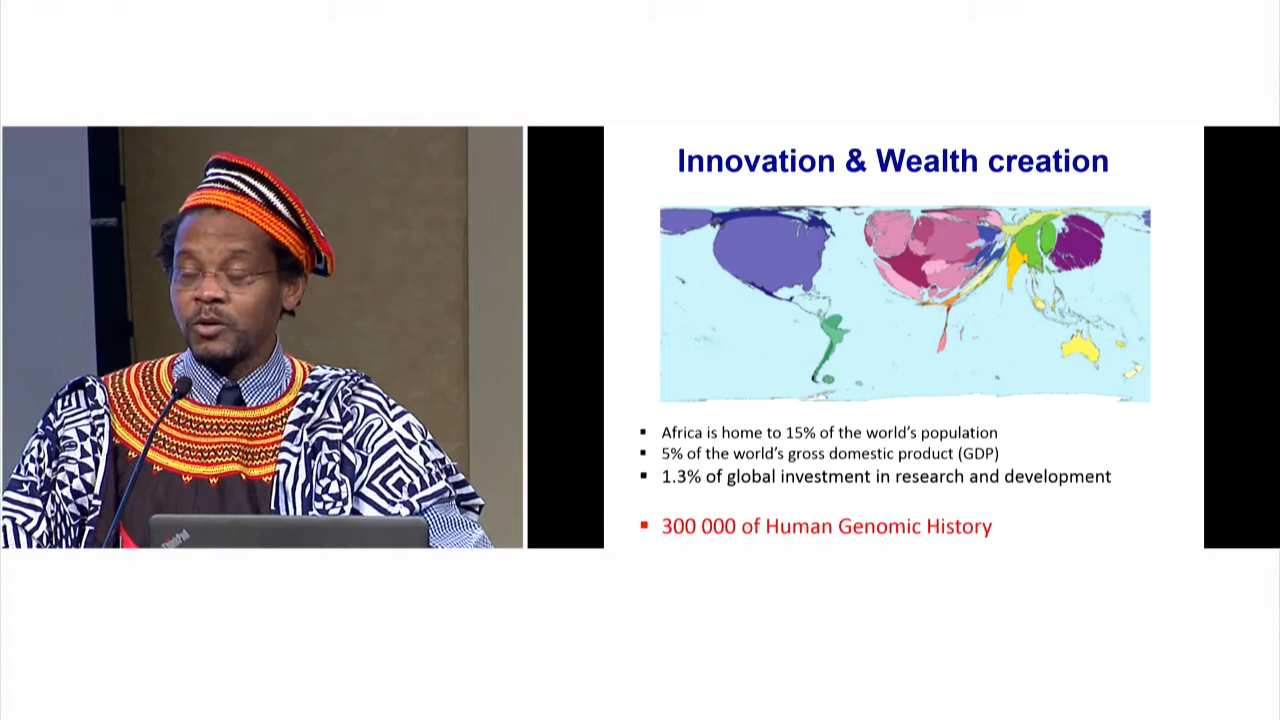 Innovation & Wealth creation
Africa is home to 15% of the world's population
5% of the world's gross domestic product (GDP)
1.3% of global investment in research and development
300 000 of Human Genomic History
ThinkPad